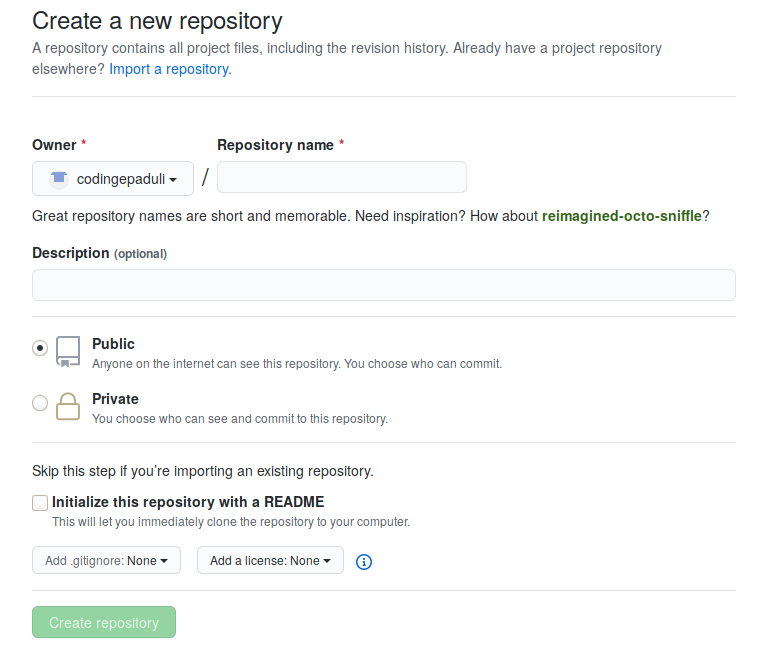 Create a new repository
A repository contains all project files, including the revision history. Already have a project repository
elsewhere? Import a repository.
Owner * Repository name *
codingepaduli /
Great repository names are short and memorable. Need inspiration? How about reimagined-octo-sniffle?
Description (optional)
Public
Anyone on the internet can see this repository. You choose who can commit.
Private
You choose who can see and commit to this repository.
Skip this step if you’re importing an existing repository.
Initialize this repository with a README
This will let you immediately clone the repository to your computer.
Add .gitignore: None Add a license: None
Create repository